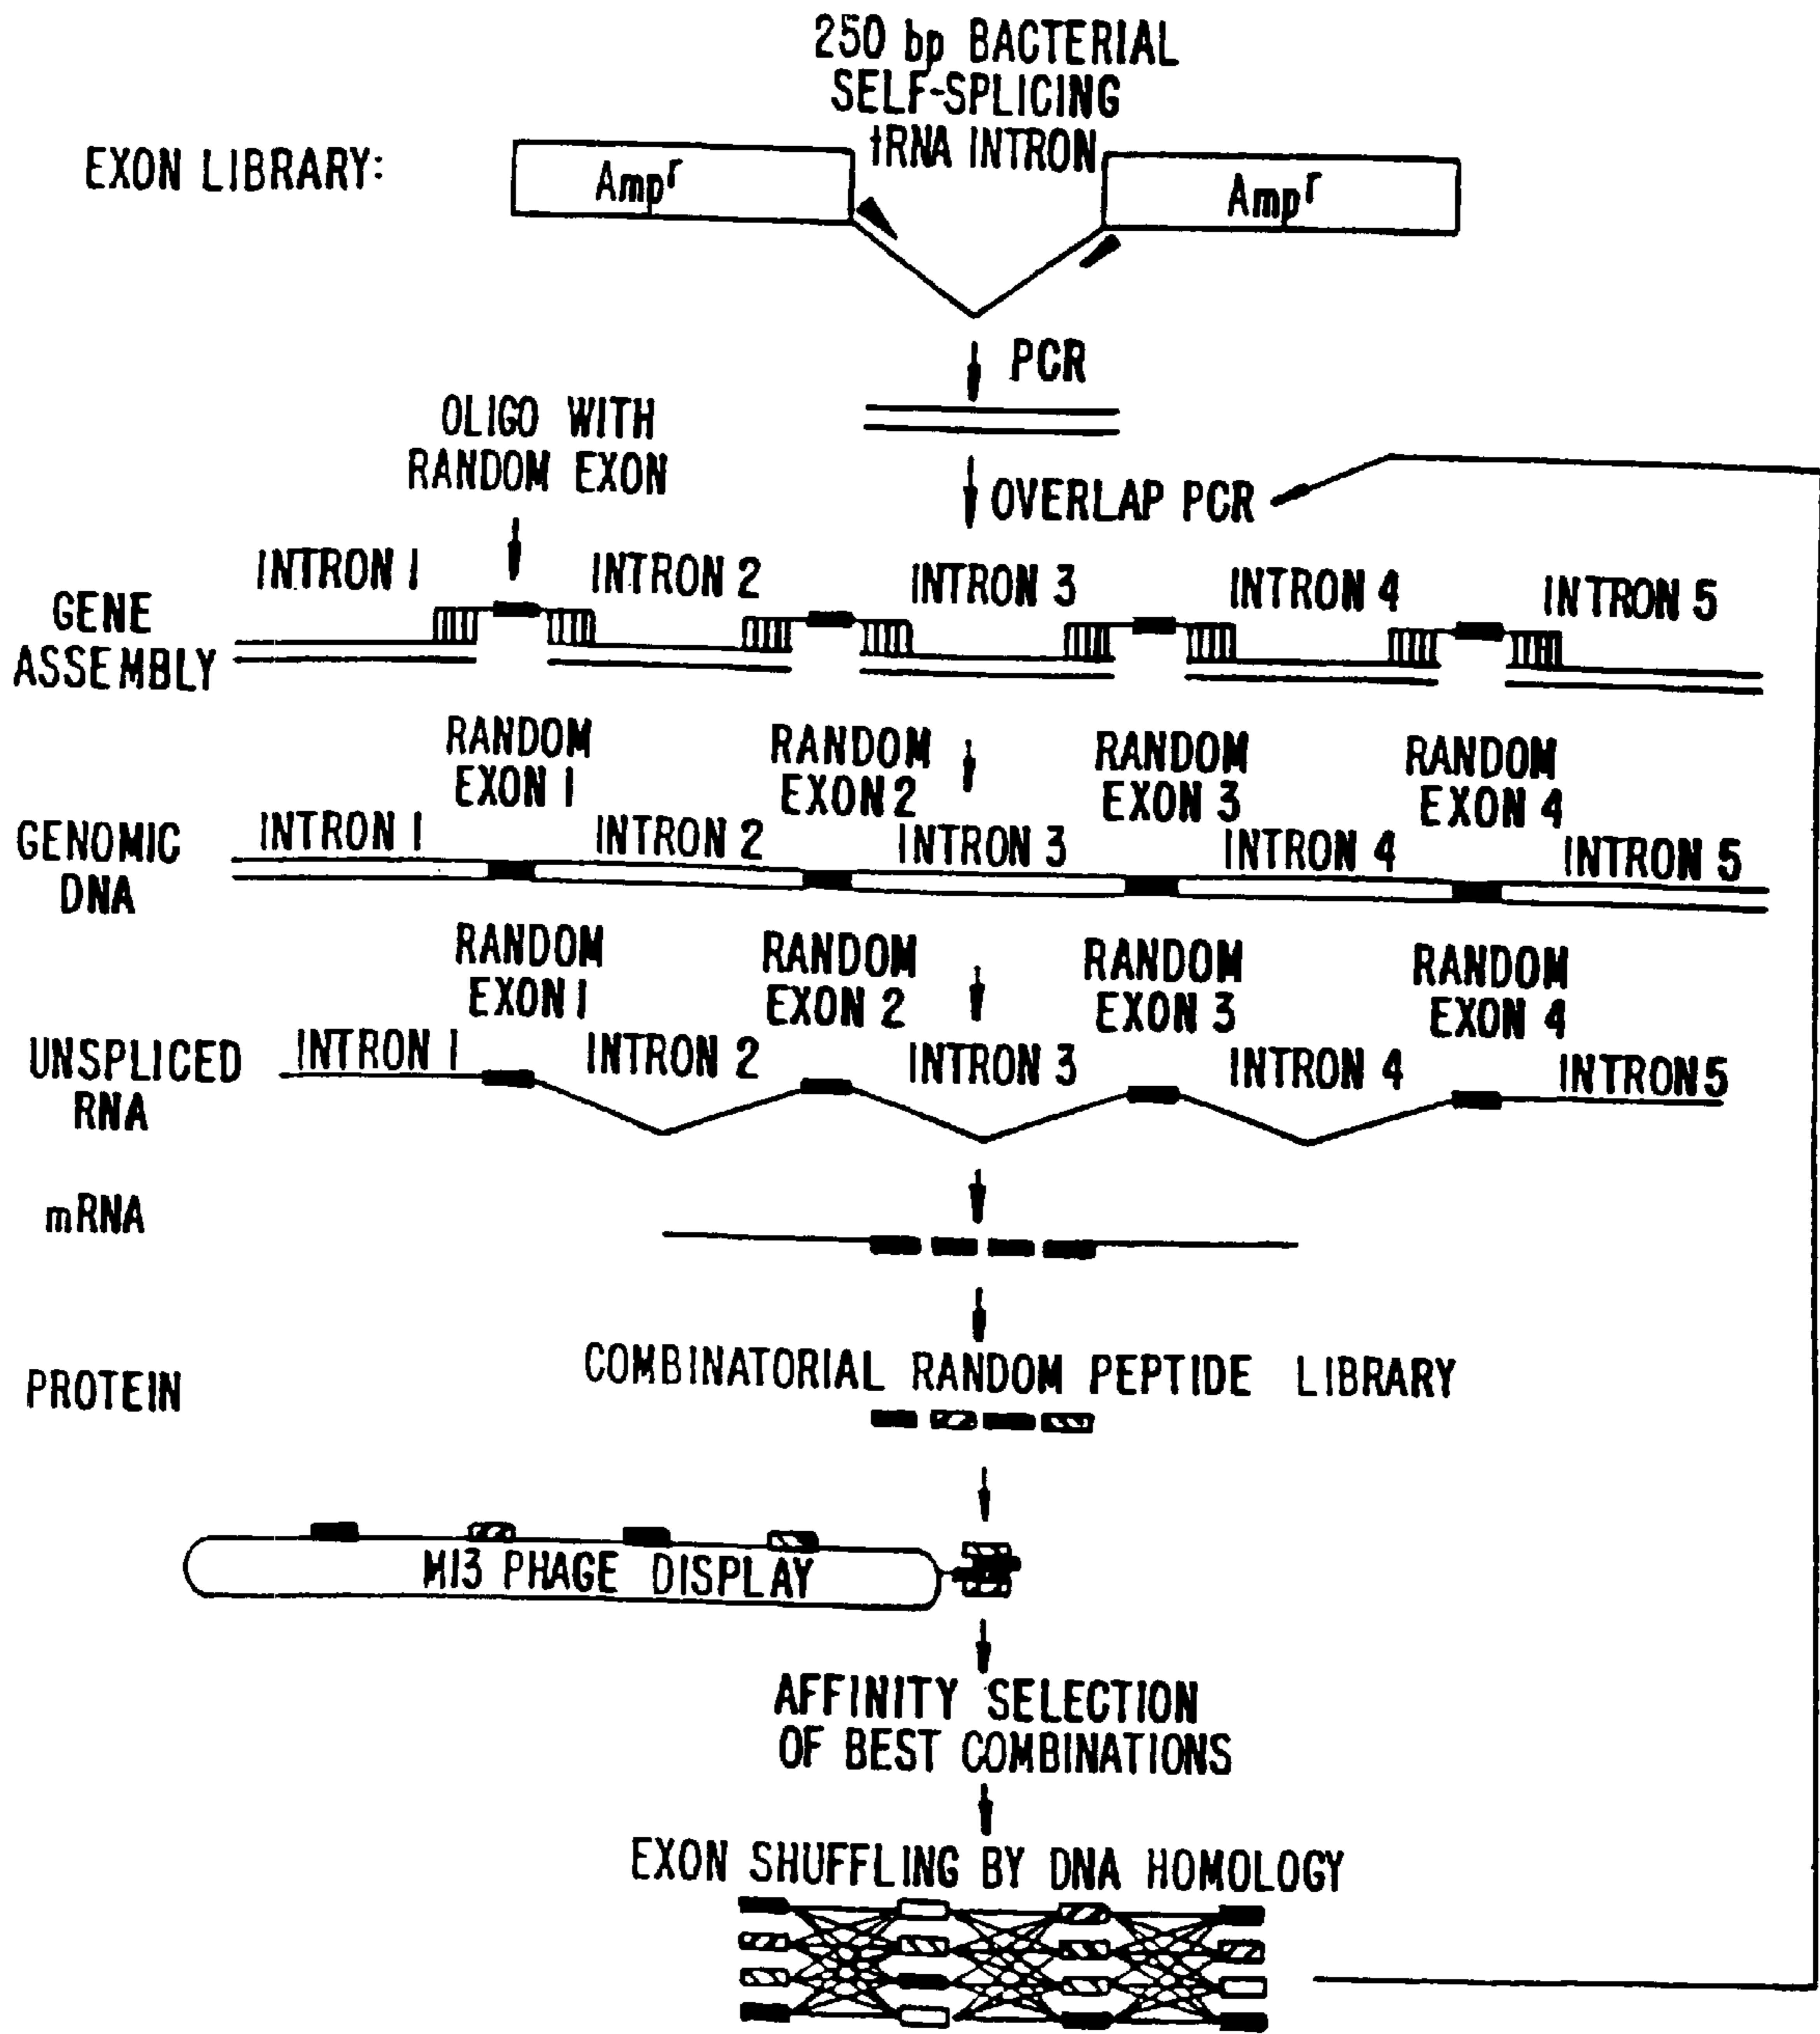 250 bp BACTERIAL
SELF-SPLICING
tRNA INTRON
EXON LIBRARY:
Ampr
Ampr
PCR
OLIGO WITH
RANDOM EXON
OVERLAP PCR
INTRON 1
INTRON 2
INTRON 3
INTRON 4
INTRON 5
GENE
ASSEMBLY
RANDOM
EXON 1
RANDOM
EXON 2
RANDOM
EXON 3
RANDOM
EXON 4
GENOMIC
DNA
INTRON 1
INTRON 2
INTRON 3
INTRON 4
INTRON 5
RANDOM
EXON 1
RANDOM
EXON 2
RANDOM
EXON 3
RANDOM
EXON 4
UNSPLICED
RNA
INTRON 1
INTRON 2
INTRON 3
INTRON 4
INTRON 5
mRNA
PROTEIN
COMBINATORIAL RANDOM PEPTIDE LIBRARY
M13 PHAGE DISPLAY
AFFINITY SELECTION
OF BEST COMBINATIONS
EXON SHUFFLING BY DNA HOMOLOGY